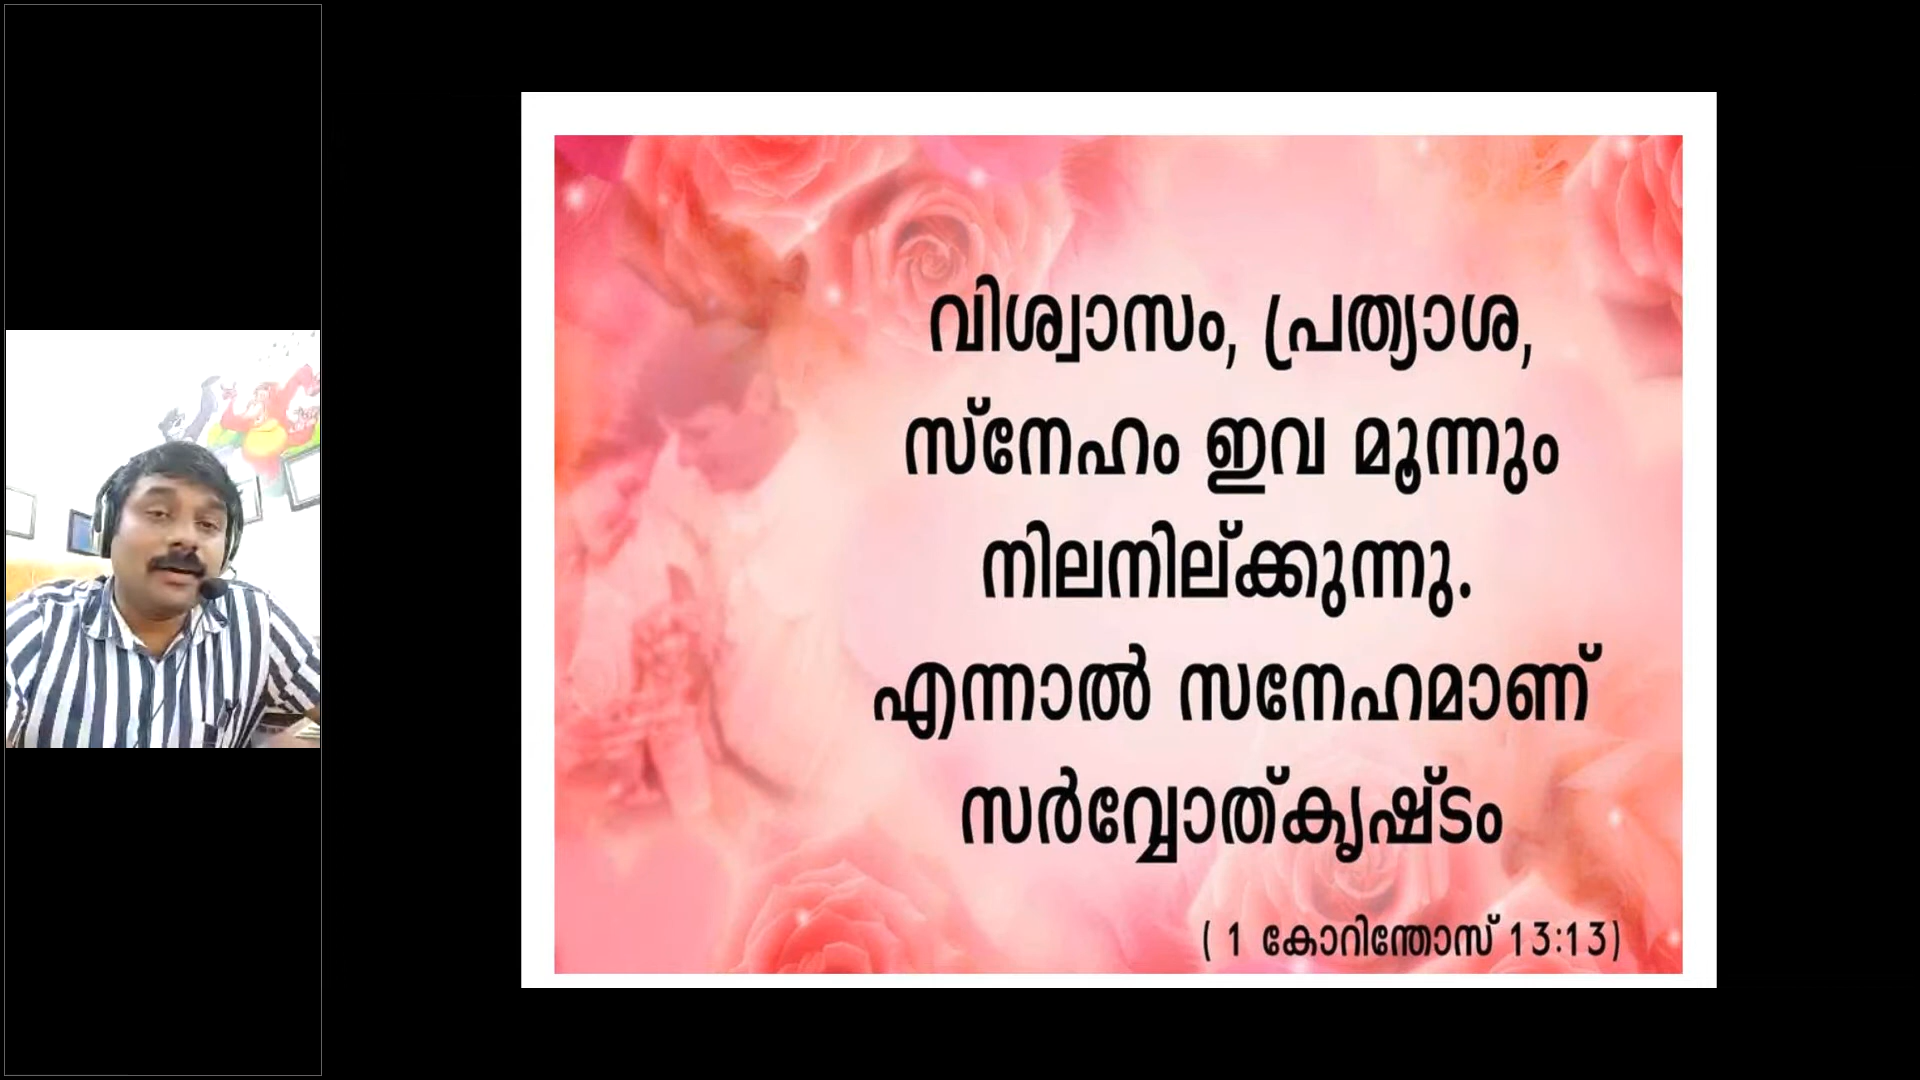 വിശ്വാസം, പ്രത്യാശ,
സ്നേഹം ഇവ മൂന്നും
നിലനില്ക്കുന്നു.
എന്നാൽ സനേഹമാണ്
സർവ്വോത്കൃഷ്ടം
( 1 കോറിന്തോസ് 13:13)